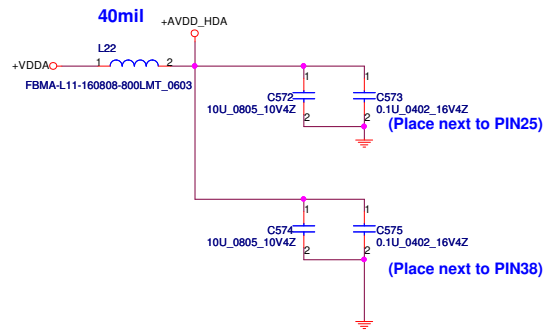 40mil
+AVDD_HDA
L22
+VDDA
1
2
FBMA-L11-160808-800LMT_0603
1
1
C572
C573
10U_0805_10V4Z
0.1U_0402_16V4Z
2
2
(Place next to PIN25)
1
1
C574
C575
10U_0805_10V4Z
0.1U_0402_16V4Z
2
2
(Place next to PIN38)